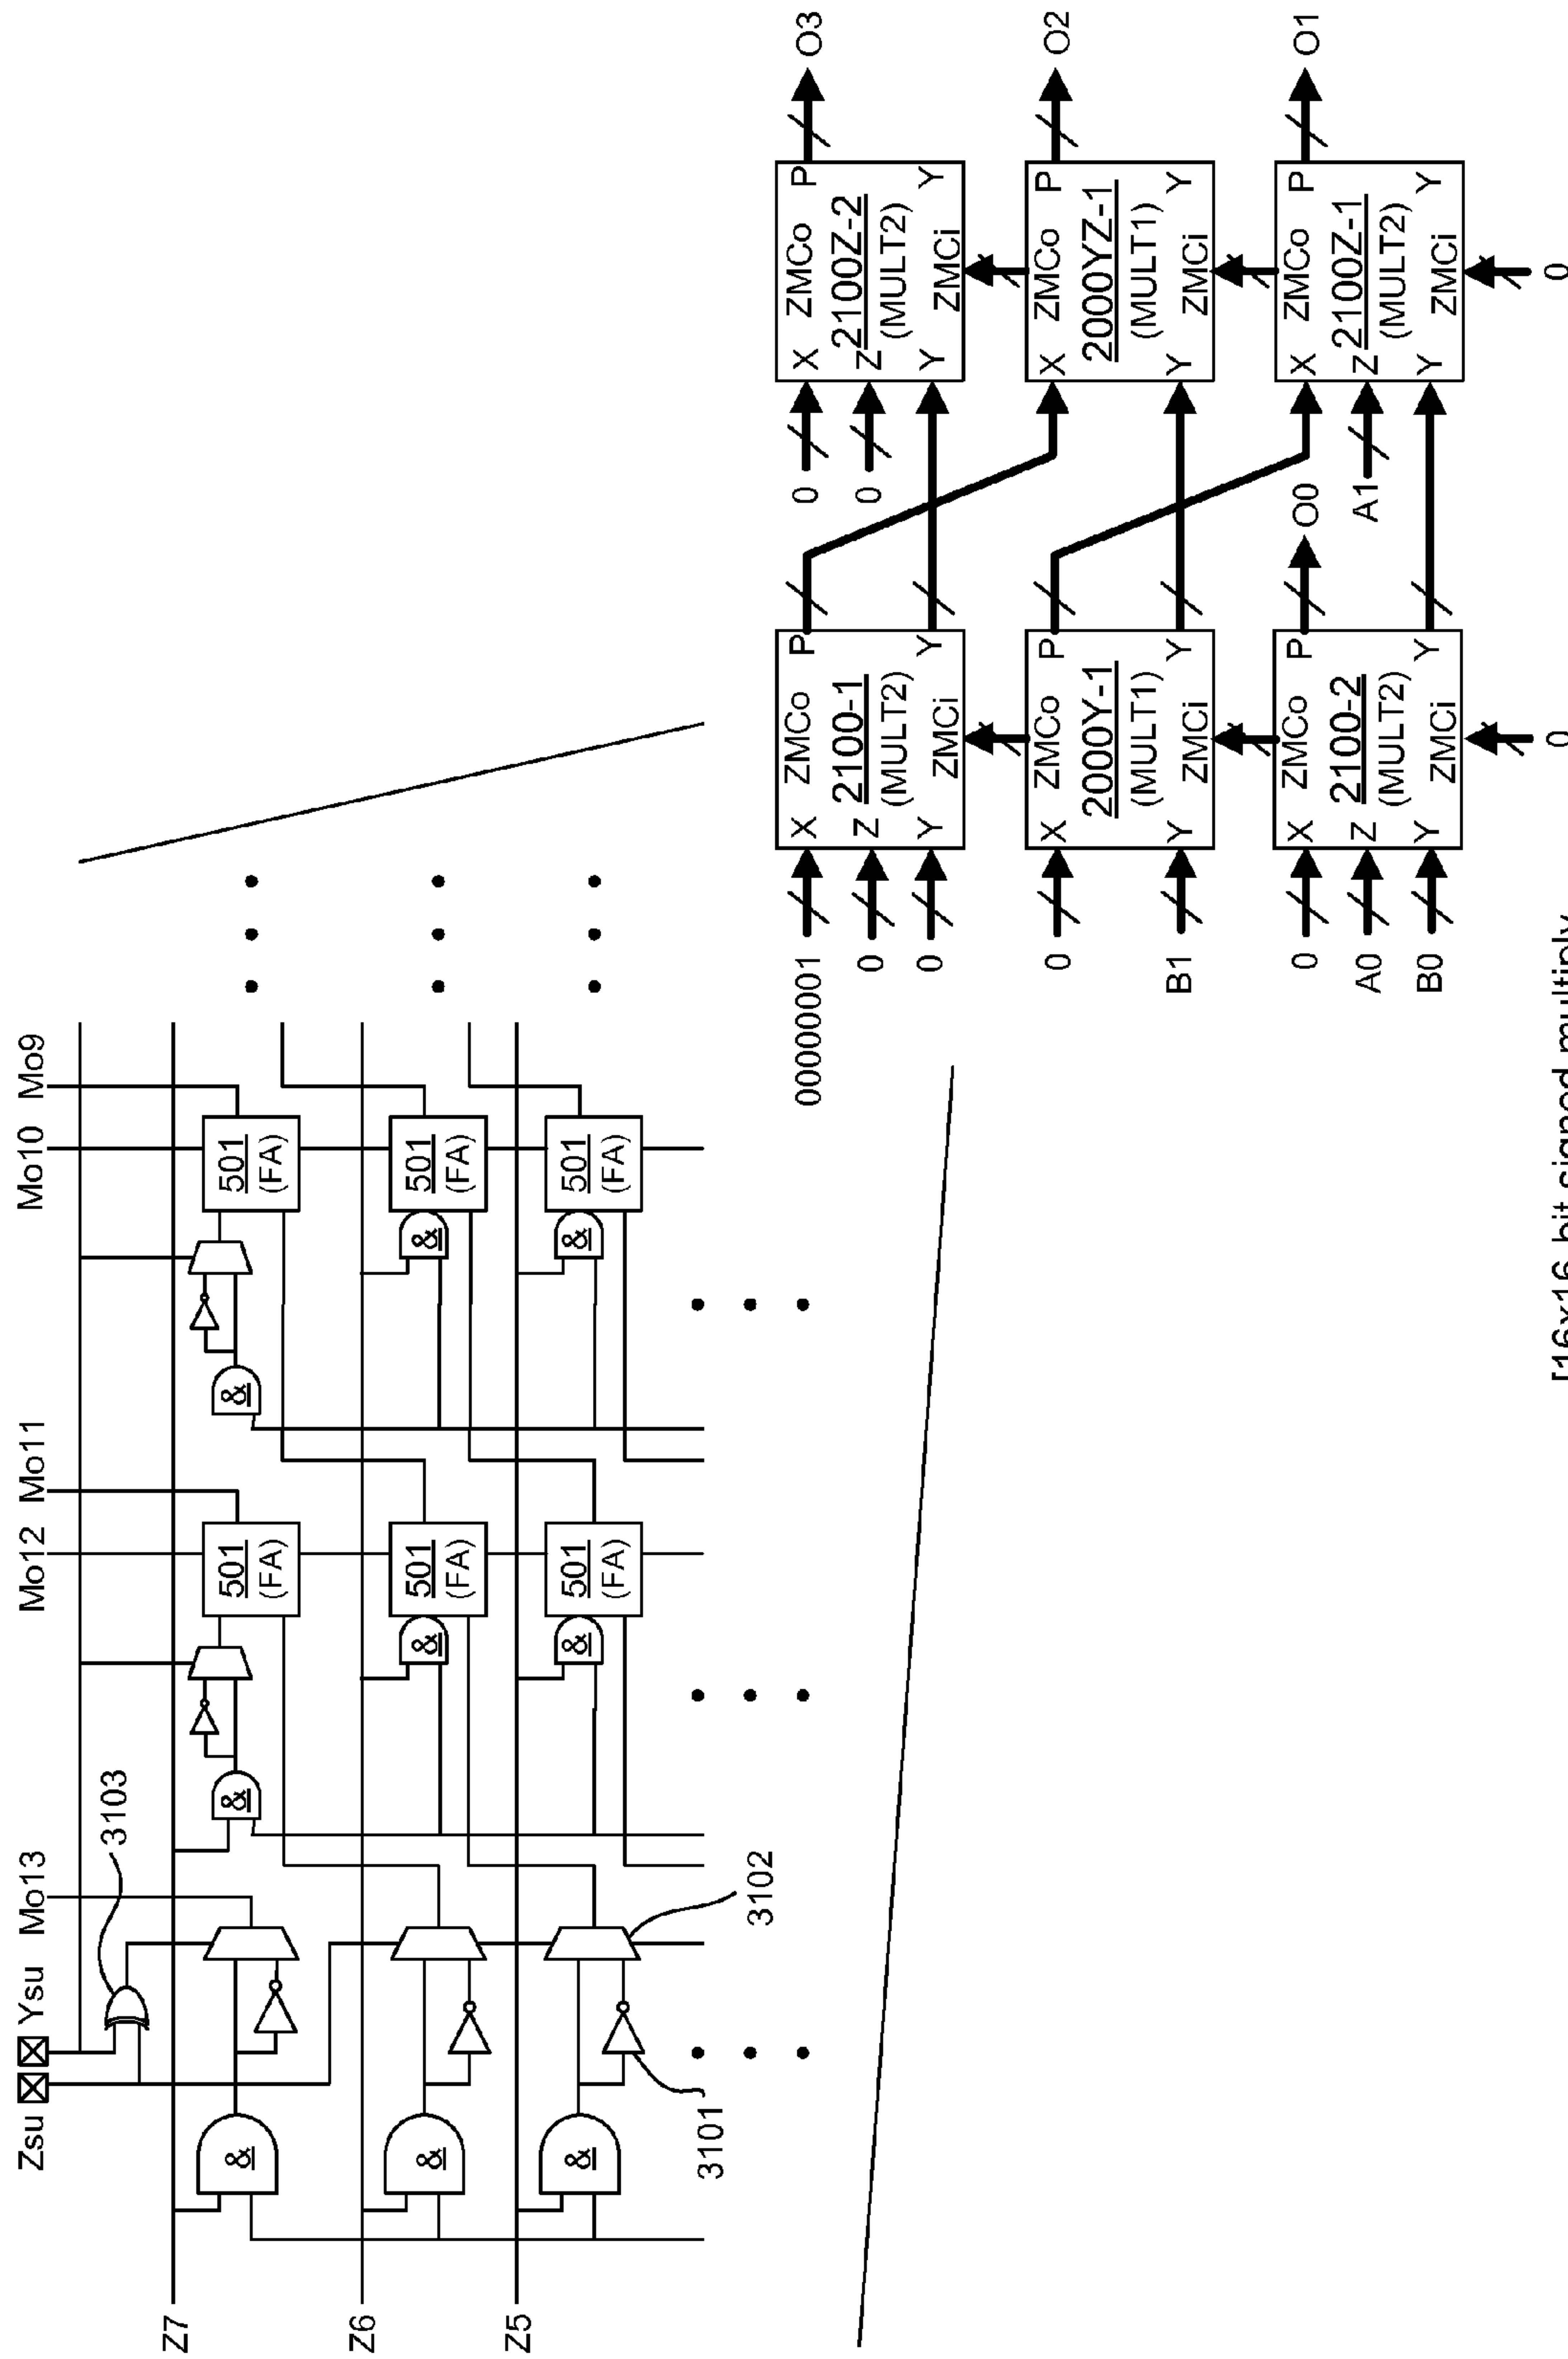 Zsu Ysu Mo13 Mo12 Mo11 Mo10 Mo9
3103
Z7
&
&
501
(FA)
&
501
(FA)
Z6
&
&
501
(FA)
&
501
(FA)
Z5
&
&
501
(FA)
&
501
(FA)
3101
3102
00000001
X ZMCo P
0
Z 2100-1
(MULT2)
0
Y ZMCi Y
0
X ZMCo P
O3
0
Z 2100Z-2
(MULT2)
Y ZMCi Y
0
X ZMCo P
2000Y-1
(MULT1)
B1
Y ZMCi Y
X ZMCo P
O2
2000YZ-1
(MULT1)
Y ZMCi Y
0
X ZMCo P
O0
A0
Z 2100-2
(MULT2)
B0
Y ZMCi Y
0
X ZMCo P
O1
A1
Z 2100Z-1
(MULT2)
Y ZMCi Y
0
[16x16 bit signed multiply